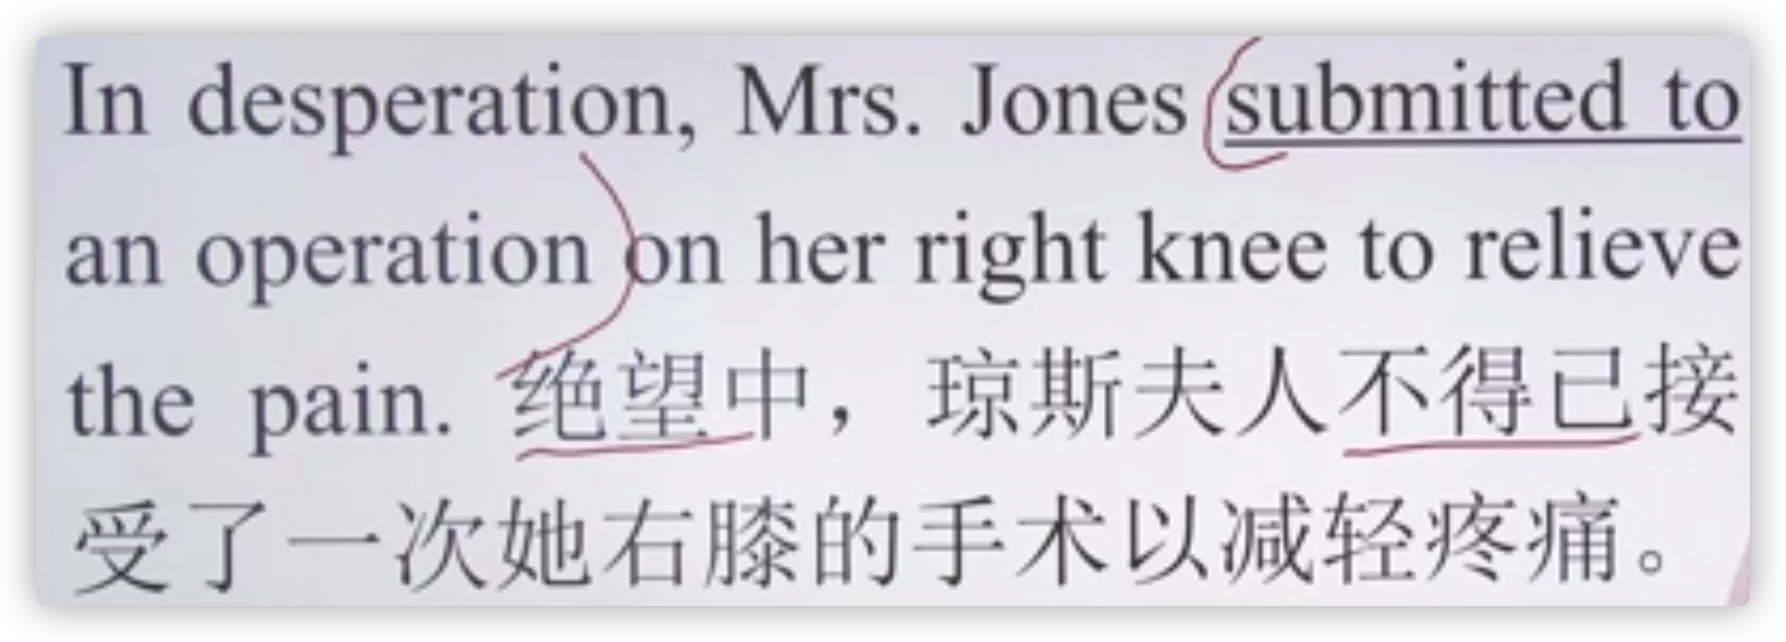 In desperation, Mrs. Jones submitted to
an operation on her right knee to relieve
the pain. 绝望中，琼斯夫人不得已接
受了一次她右膝的手术以减轻疼痛。